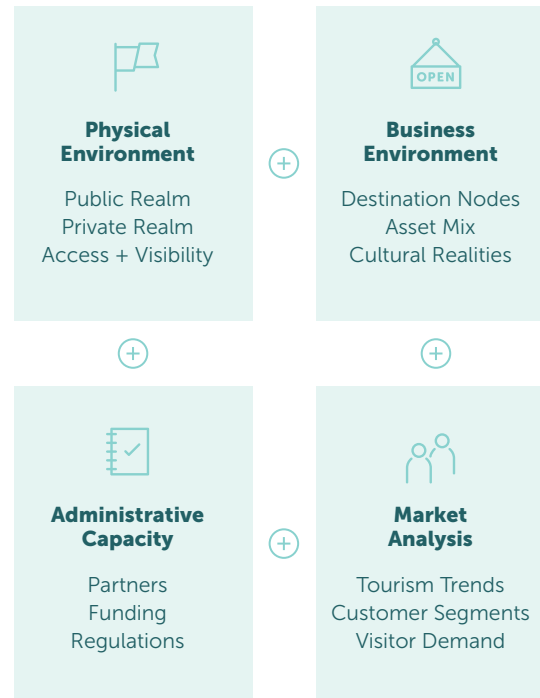 Physical
Environment
Public Realm
Private Realm
Access + Visibility
OPEN
Business
Environment
Destination Nodes
Asset Mix
Cultural Realities
Administrative
Capacity
Partners
Funding
Regulations
Market
Analysis
Tourism Trends
Customer Segments
Visitor Demand